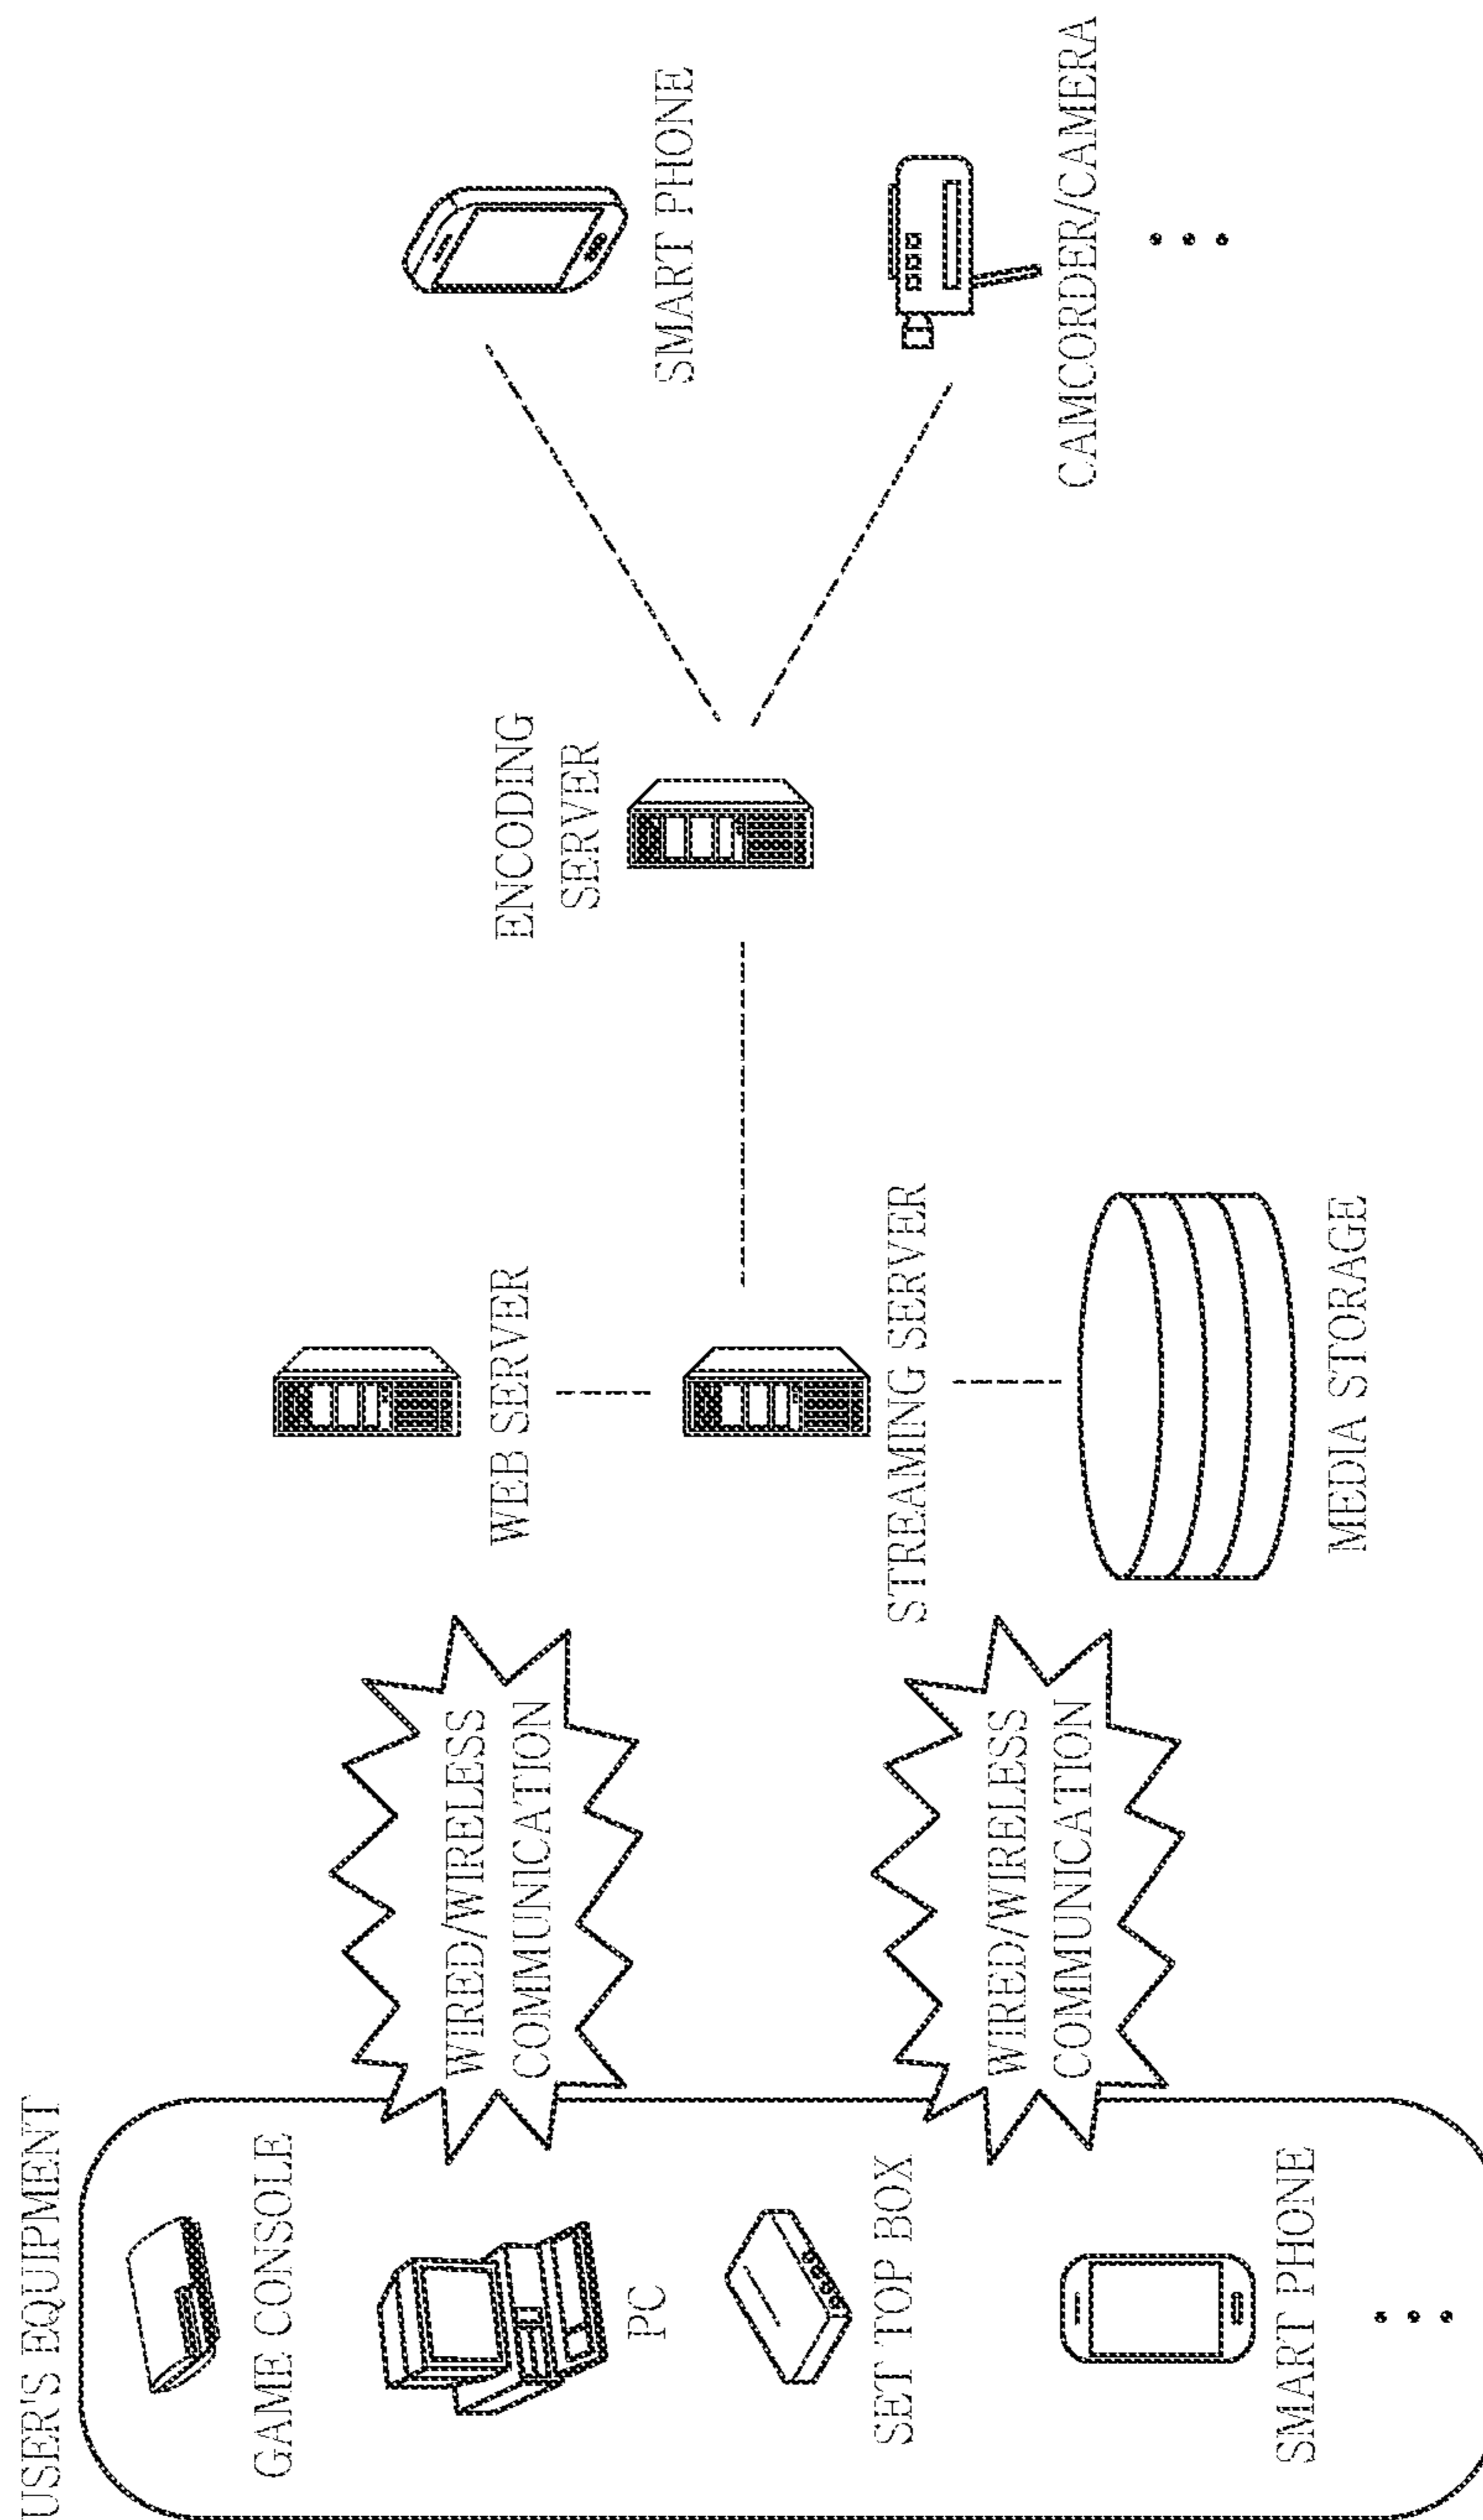 USER'S EQUIPMENT
GAME CONSOLE
PC
SET TOP BOX
SMART PHONE
WIRED/WIRELESS
COMMUNICATION
WIRED/WIRELESS
COMMUNICATION
WEB SERVER
STREAMING SERVER
MEDIA STORAGE
ENCODING
SERVER
SMART PHONE
CAMCORDER/CAMERA